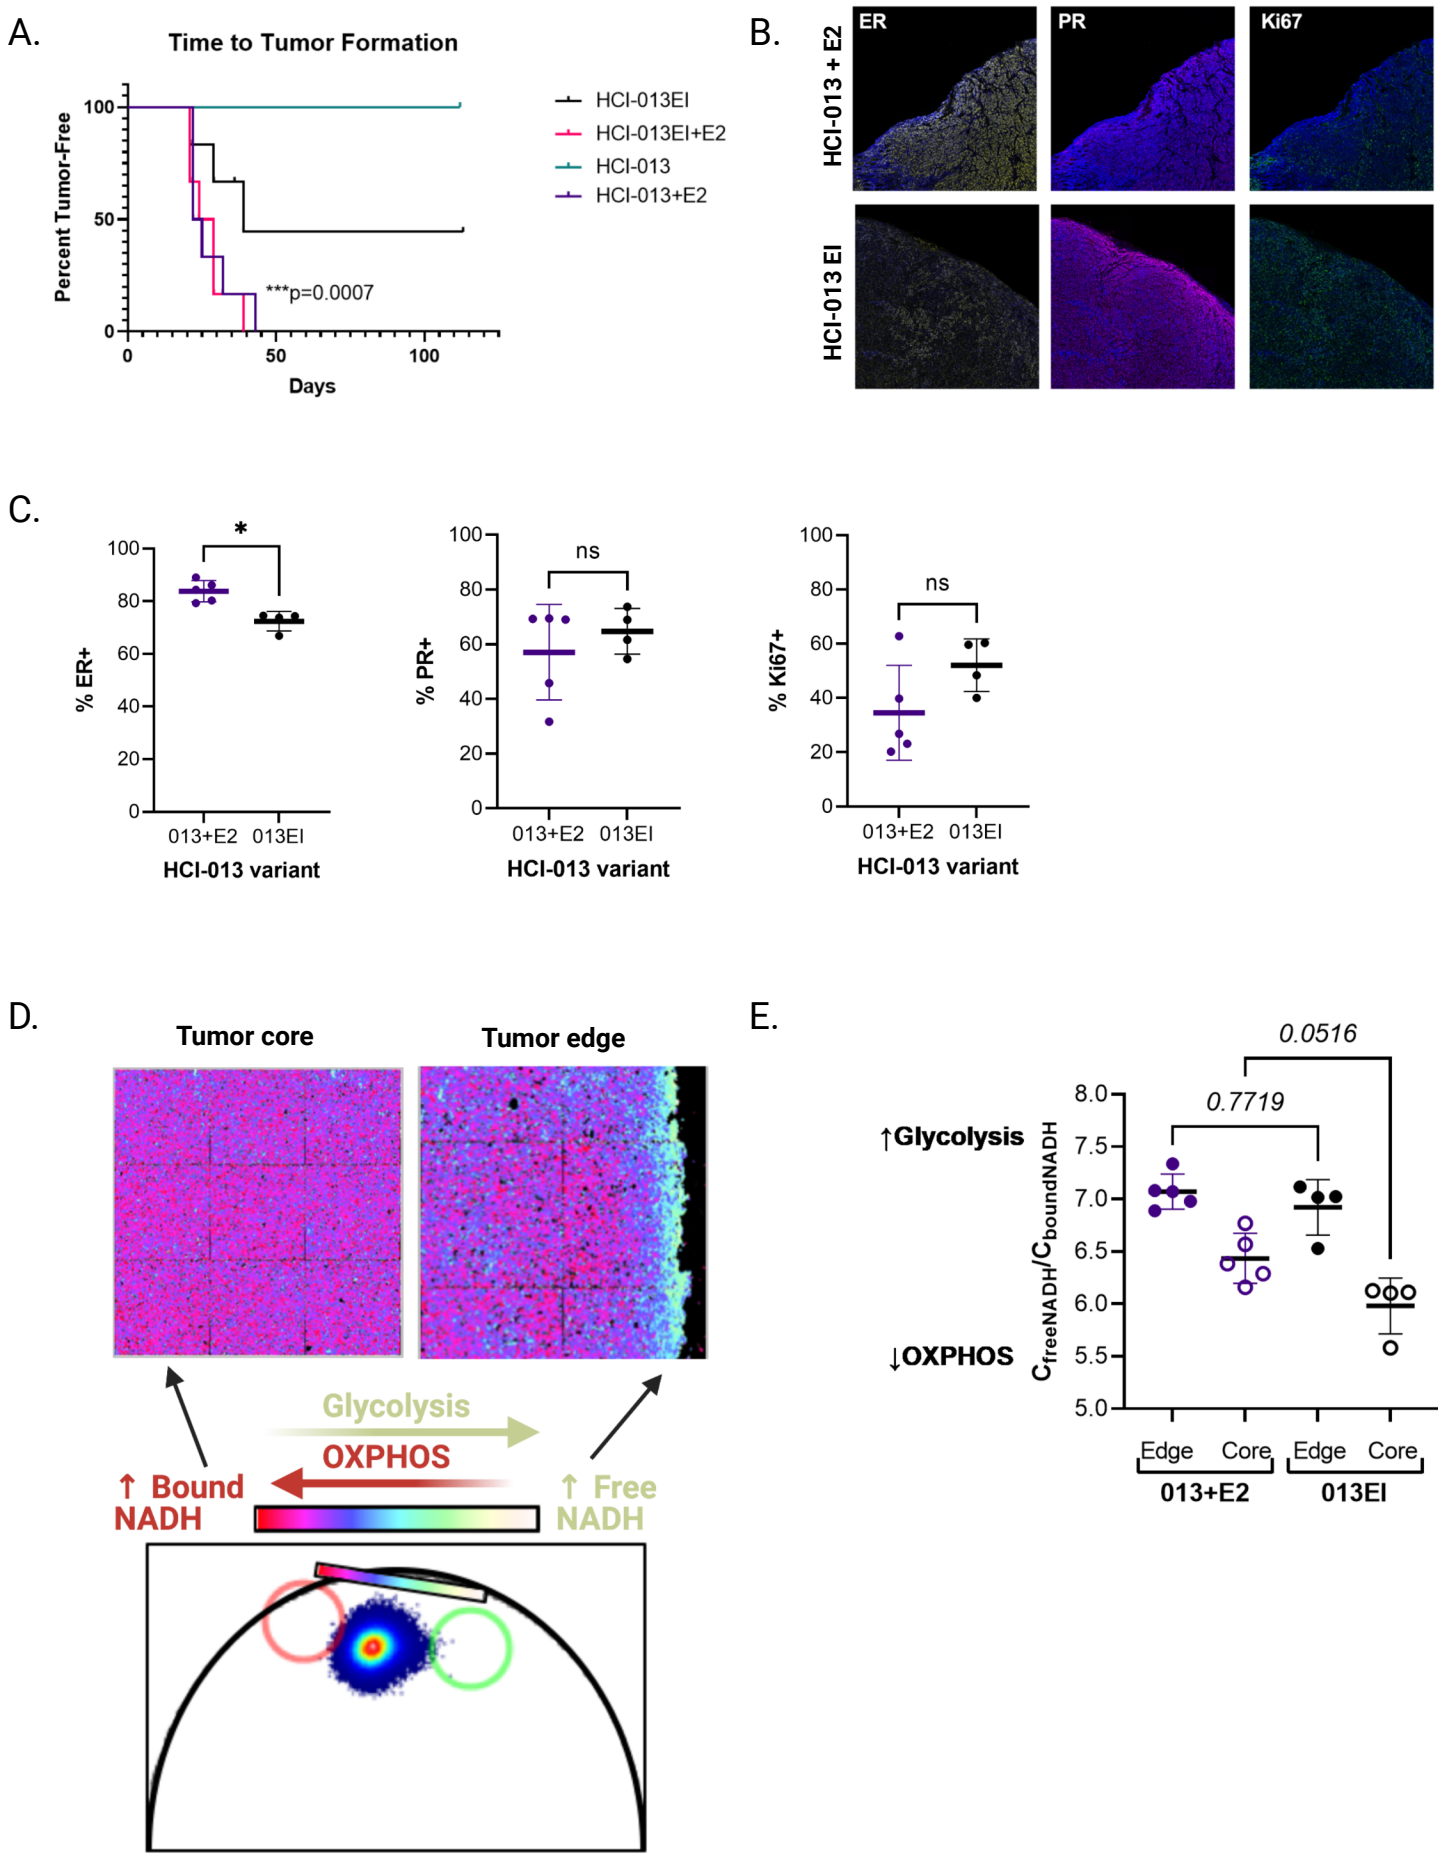 A.
Time to Tumor Formation
Percent Tumor-Free
100
50
0
0 50 100
Days
***p=0.0007
HCI-013EI
HCI-013EI+E2
HCI-013
HCI-013+E2
B.
HCI-013 + E2
ER PR Ki67
HCI-013 EI
C.
% ER+
100
80
60
40
20
0
*
013+E2 013EI
HCI-013 variant
% PR+
100
80
60
40
20
0
ns
013+E2 013EI
HCI-013 variant
% Ki67+
100
80
60
40
20
0
ns
013+E2 013EI
HCI-013 variant
D.
Tumor core Tumor edge
Glycolysis
OXPHOS
↑ Bound
NADH
↑ Free
NADH
E.
↑Glycolysis
↓OXPHOS
CfreeNADH/CboundNADH
8.0
7.5
7.0
6.5
6.0
5.5
5.0
0.0516
0.7719
Edge Core Edge Core
013+E2 013EI